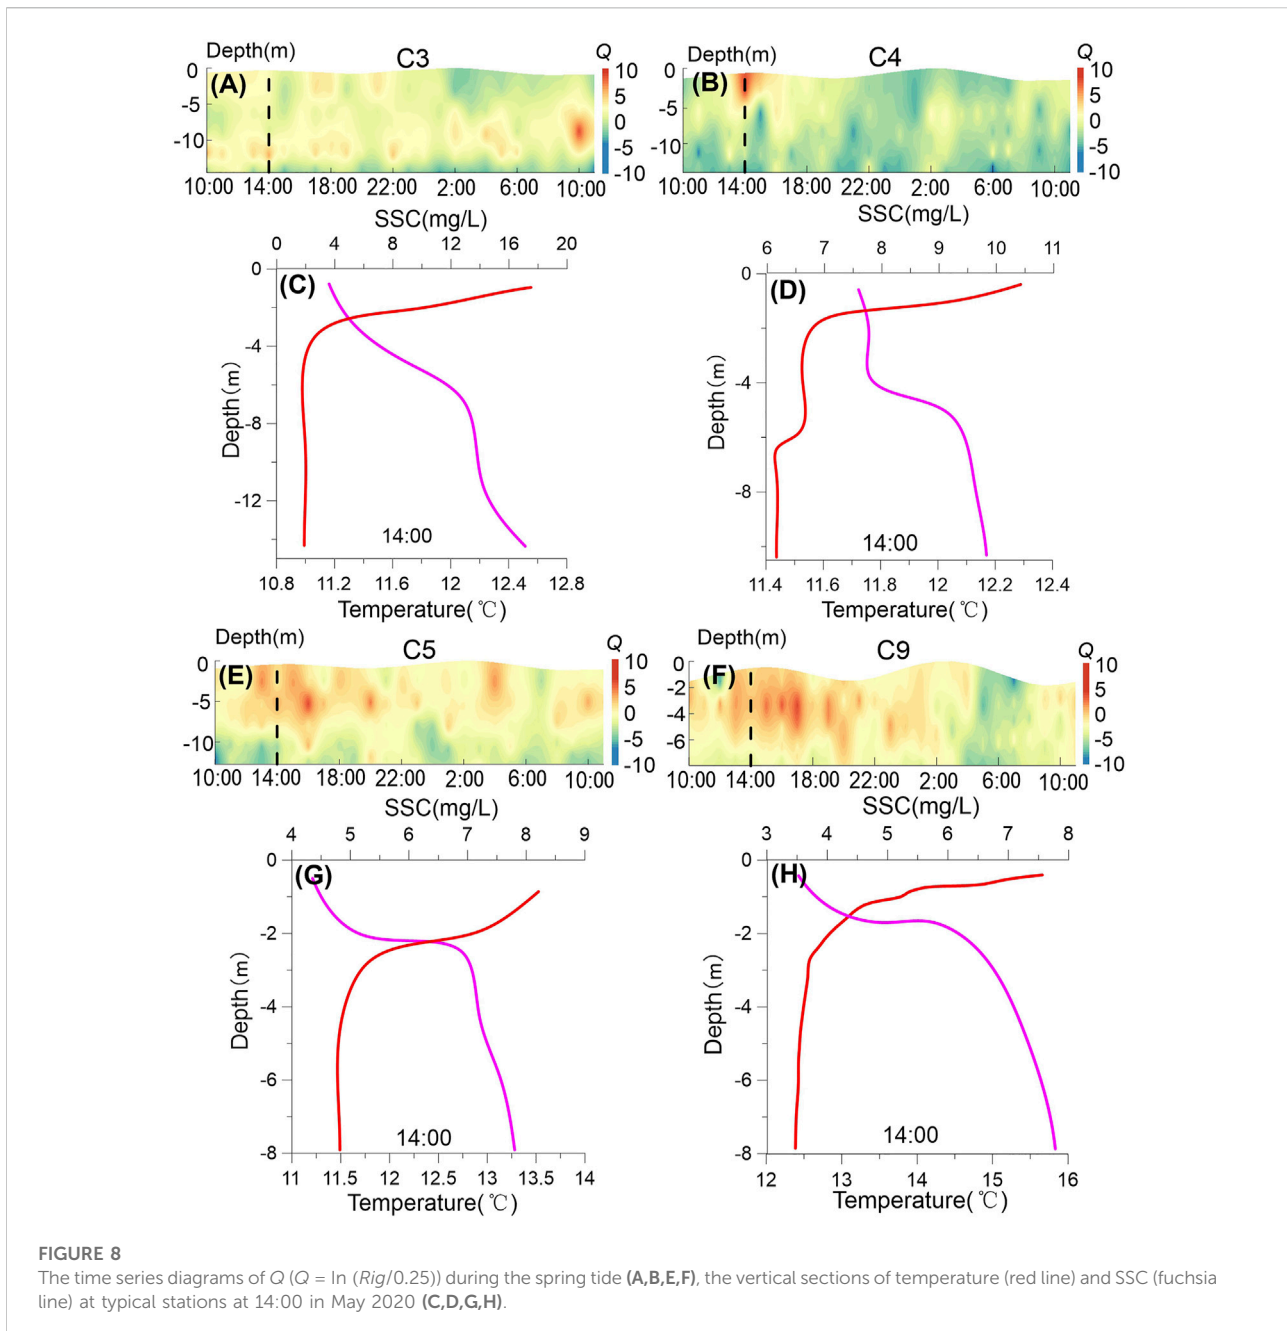 Depth(m) C3 Q
(A)
0
-5
-10
10
5
0
-5
-10
10:00 14:00 18:00 22:00 2:00 6:00 10:00
Depth(m) C4 Q
(B)
0
-5
-10
10
5
0
-5
-10
10:00 14:00 18:00 22:00 2:00 6:00 10:00
SSC(mg/L)
0 4 8 12 16 20
(C)
0
-4
-8
-12
Depth(m)
14:00
10.8 11.2 11.6 12 12.4 12.8
Temperature(℃)
SSC(mg/L)
6 7 8 9 10 11
(D)
0
-4
-8
Depth(m)
14:00
11.4 11.6 11.8 12 12.2 12.4
Temperature(℃)
Depth(m) C5 Q
(E)
0
-5
-10
10
5
0
-5
-10
10:00 14:00 18:00 22:00 2:00 6:00 10:00
Depth(m) C9 Q
(F)
0
-2
-4
-6
10
5
0
-5
-10
10:00 14:00 18:00 22:00 2:00 6:00 10:00
SSC(mg/L)
4 5 6 7 8 9
(G)
0
-2
-4
-6
-8
Depth(m)
14:00
11 11.5 12 12.5 13 13.5 14
Temperature(℃)
SSC(mg/L)
3 4 5 6 7 8
(H)
0
-2
-4
-6
-8
Depth(m)
14:00
12 13 14 15 16
Temperature(℃)
FIGURE 8
The time series diagrams of Q (Q = ln (Rig/0.25)) during the spring tide (A,B,E,F), the vertical sections of temperature (red line) and SSC (fuchsia
line) at typical stations at 14:00 in May 2020 (C,D,G,H).